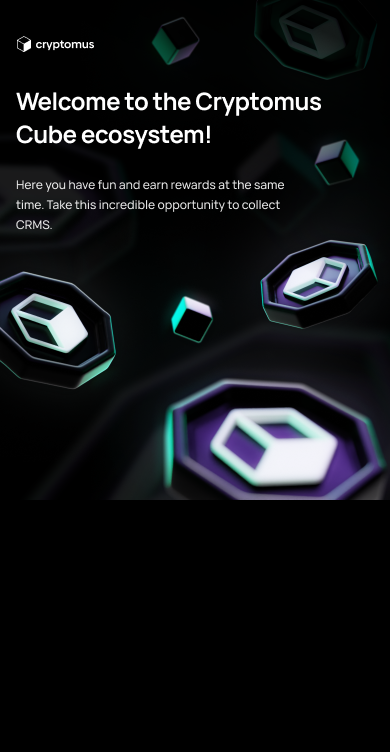 cryptomus
Welcome to the Cryptomus
Cube ecosystem!
Here you have fun and earn rewards at the same
time. Take this incredible opportunity to collect
CRMS.